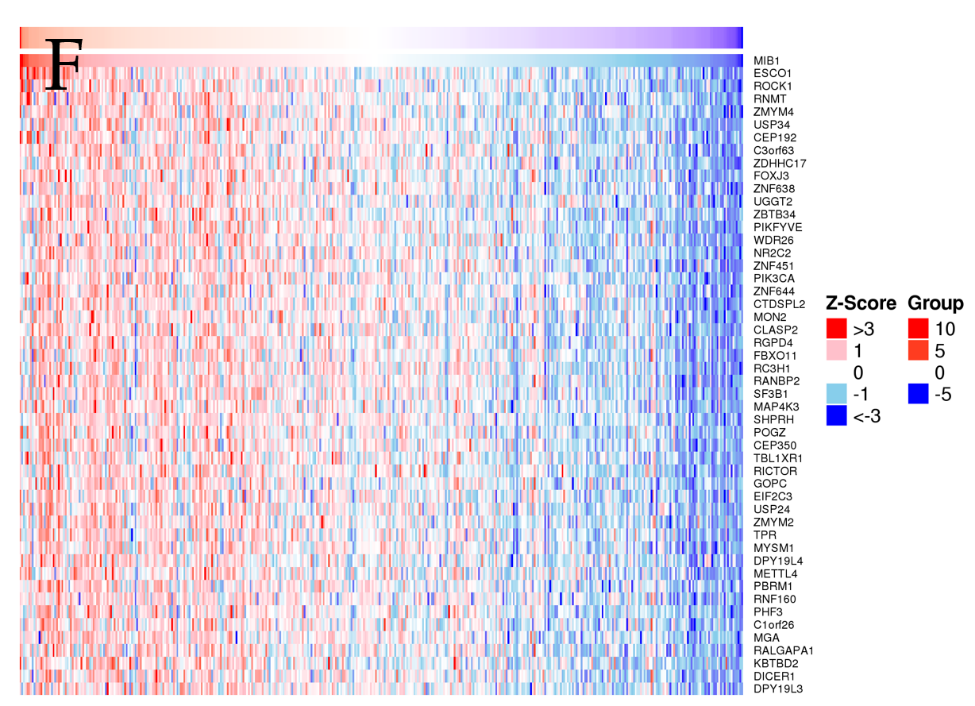 F
MIB1
ESCO1
ROCK1
RNMT
ZMYM4
USP34
CEP192
C3orf63
ZDHHC17
FOXJ3
ZNF638
UGGT2
ZBTB34
PIKFYVE
WDR26
NR2C2
ZNF451
PIK3CA
ZNF644
CTDSPL2
MON2
CLASP2
RGPD4
FBXO11
RC3H1
RANBP2
SF3B1
MAP4K3
SHPRH
POGZ
CEP350
TBL1XR1
RICTOR
GOPC
EIF2C3
USP24
ZMYM2
TPR
MYSM1
DPY19L4
METTL4
PBRM1
RNF160
PHF3
C1orf26
MGA
RALGAPA1
KBTBD2
DICER1
DPY19L3
Z-Score Group
>3 10
1 5
0 0
-1 -5
<-3